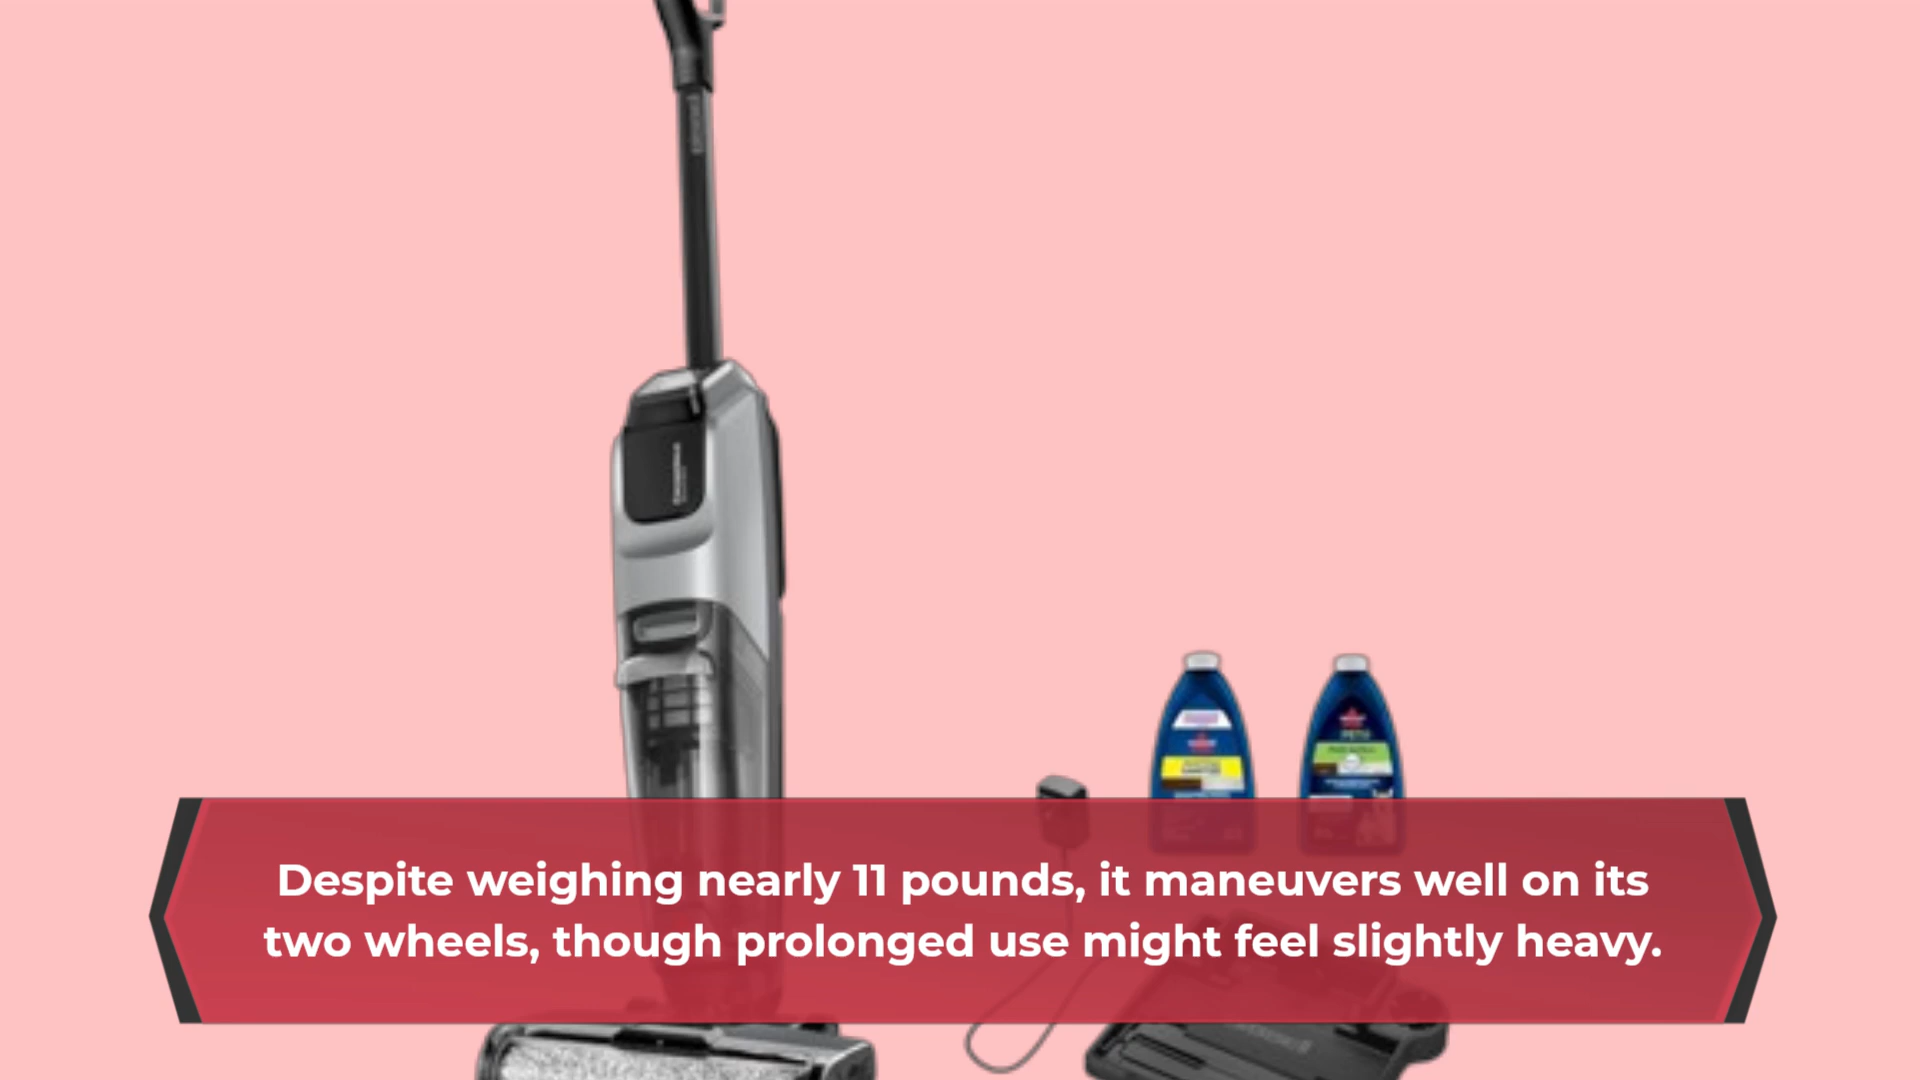 Despite weighing nearly 11 pounds, it maneuvers well on its
two wheels, though prolonged use might feel slightly heavy.